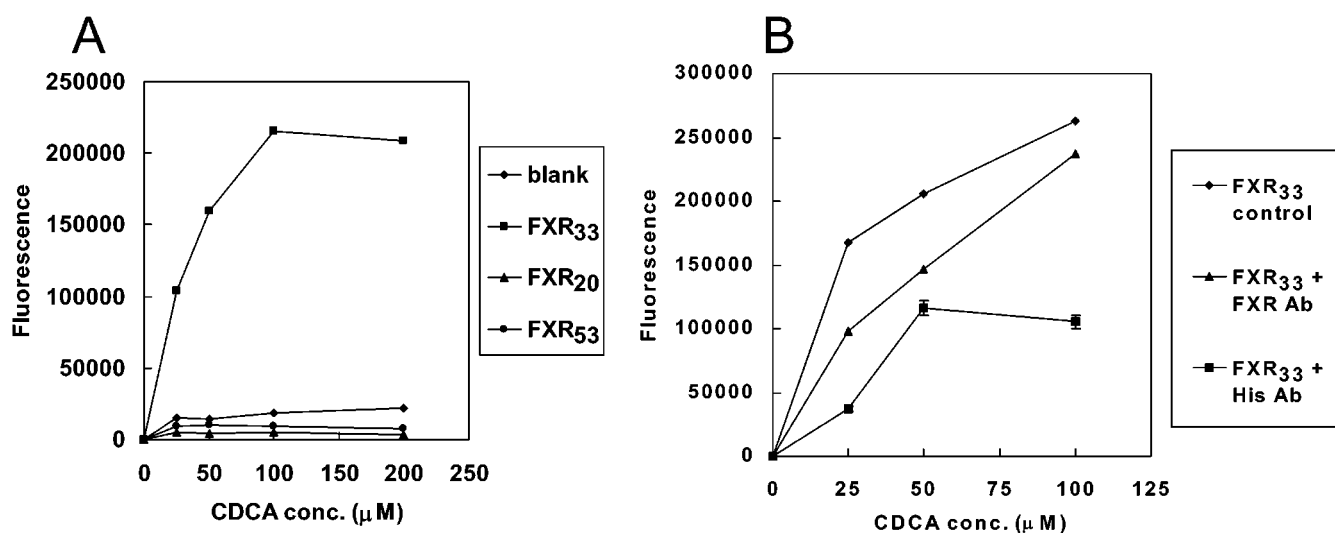 A
250000
200000
150000
100000
50000
0
Fluorescence
0 50 100 150 200 250
CDCA conc. (μM)
blank
FXR33
FXR20
FXR53
B
300000
250000
200000
150000
100000
50000
0
Fluorescence
0 25 50 75 100 125
CDCA conc. (μM)
FXR33
control
FXR33 +
FXR Ab
FXR33 +
His Ab